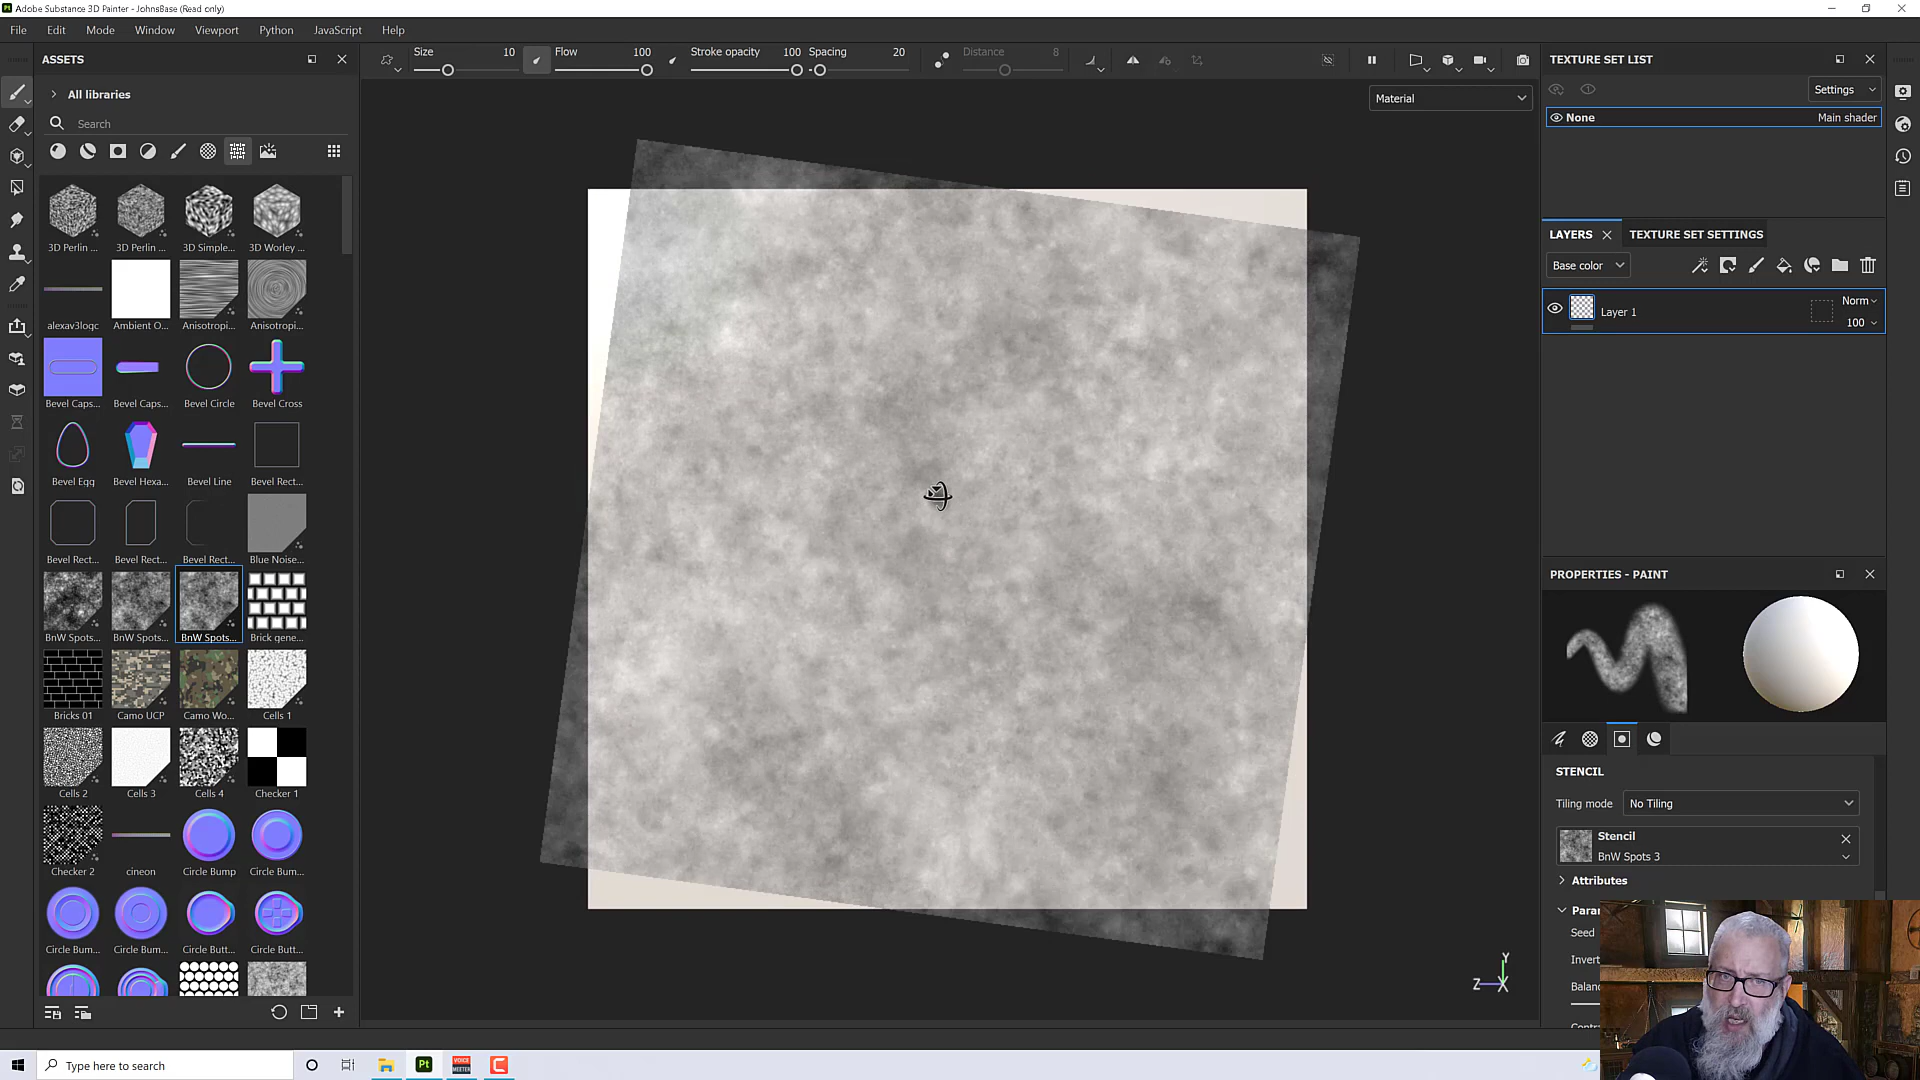 Adobe Substance 3D Painter - JohnsBase (Read only)
File Edit Mode Window Viewport Python JavaScript Help
ASSETS
Size 10 Flow 100 Stroke opacity 100 Spacing 20 Distance 8
All libraries
Search
3D Perlin ... 3D Perlin ... 3D Simple... 3D Worley ...
alexav3logc Ambient O... Anisotropi... Anisotropi...
Bevel Caps... Bevel Caps... Bevel Circle Bevel Cross
Bevel Egg Bevel Hexa... Bevel Line Bevel Rect...
Bevel Rect... Bevel Rect... Bevel Rect... Blue Noise...
BnW Spots... BnW Spots... BnW Spots... Brick gene...
Bricks 01 Camo UCP Camo Wo... Cells 1
Cells 2 Cells 3 Cells 4 Checker 1
Checker 2 cineon Circle Bump Circle Bum...
Circle Bum... Circle Bum... Circle Butt... Circle Butt...
Material
Y
Z X
TEXTURE SET LIST
Settings
None Main shader
LAYERS TEXTURE SET SETTINGS
Base color
Layer 1 Norm
100
PROPERTIES - PAINT
STENCIL
Tiling mode No Tiling
Stencil
BnW Spots 3
Attributes
Para
Seed
Invert
Balan
Type here to search
Pt
VOICE
MEETER